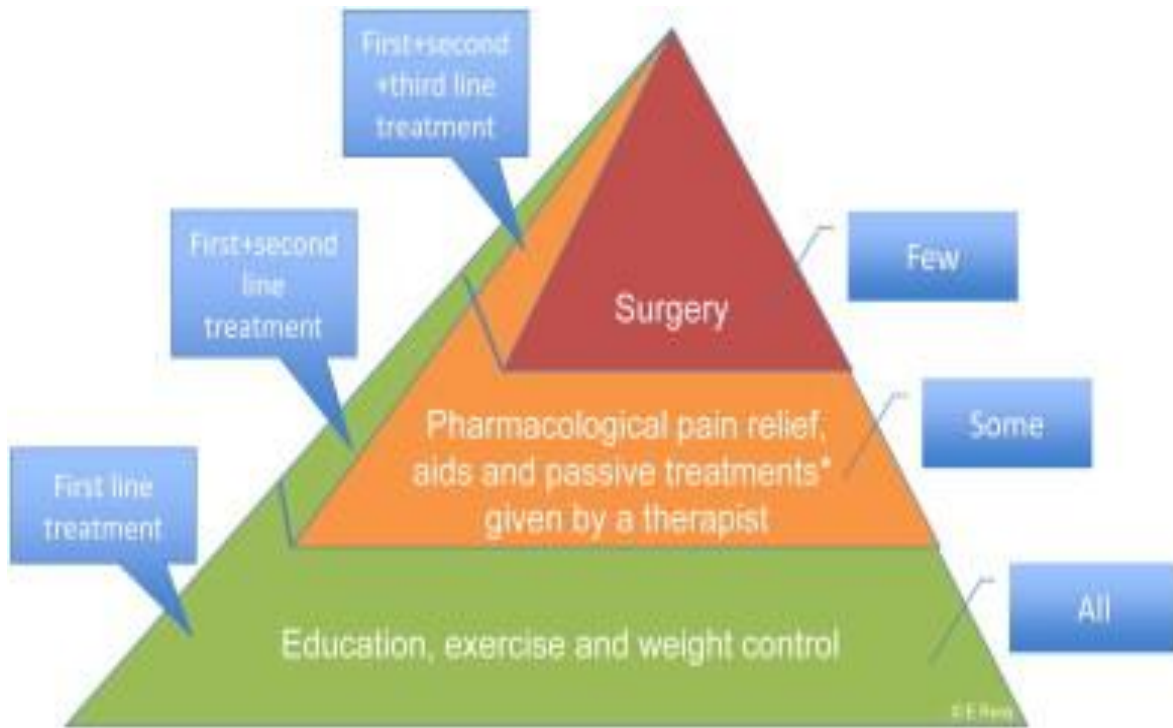 First+second
+third line
treatment
First+second
line
treatment
First line
treatment
Surgery
Few
Pharmacological pain relief,
aids and passive treatments*
given by a therapist
Some
Education, exercise and weight control
All